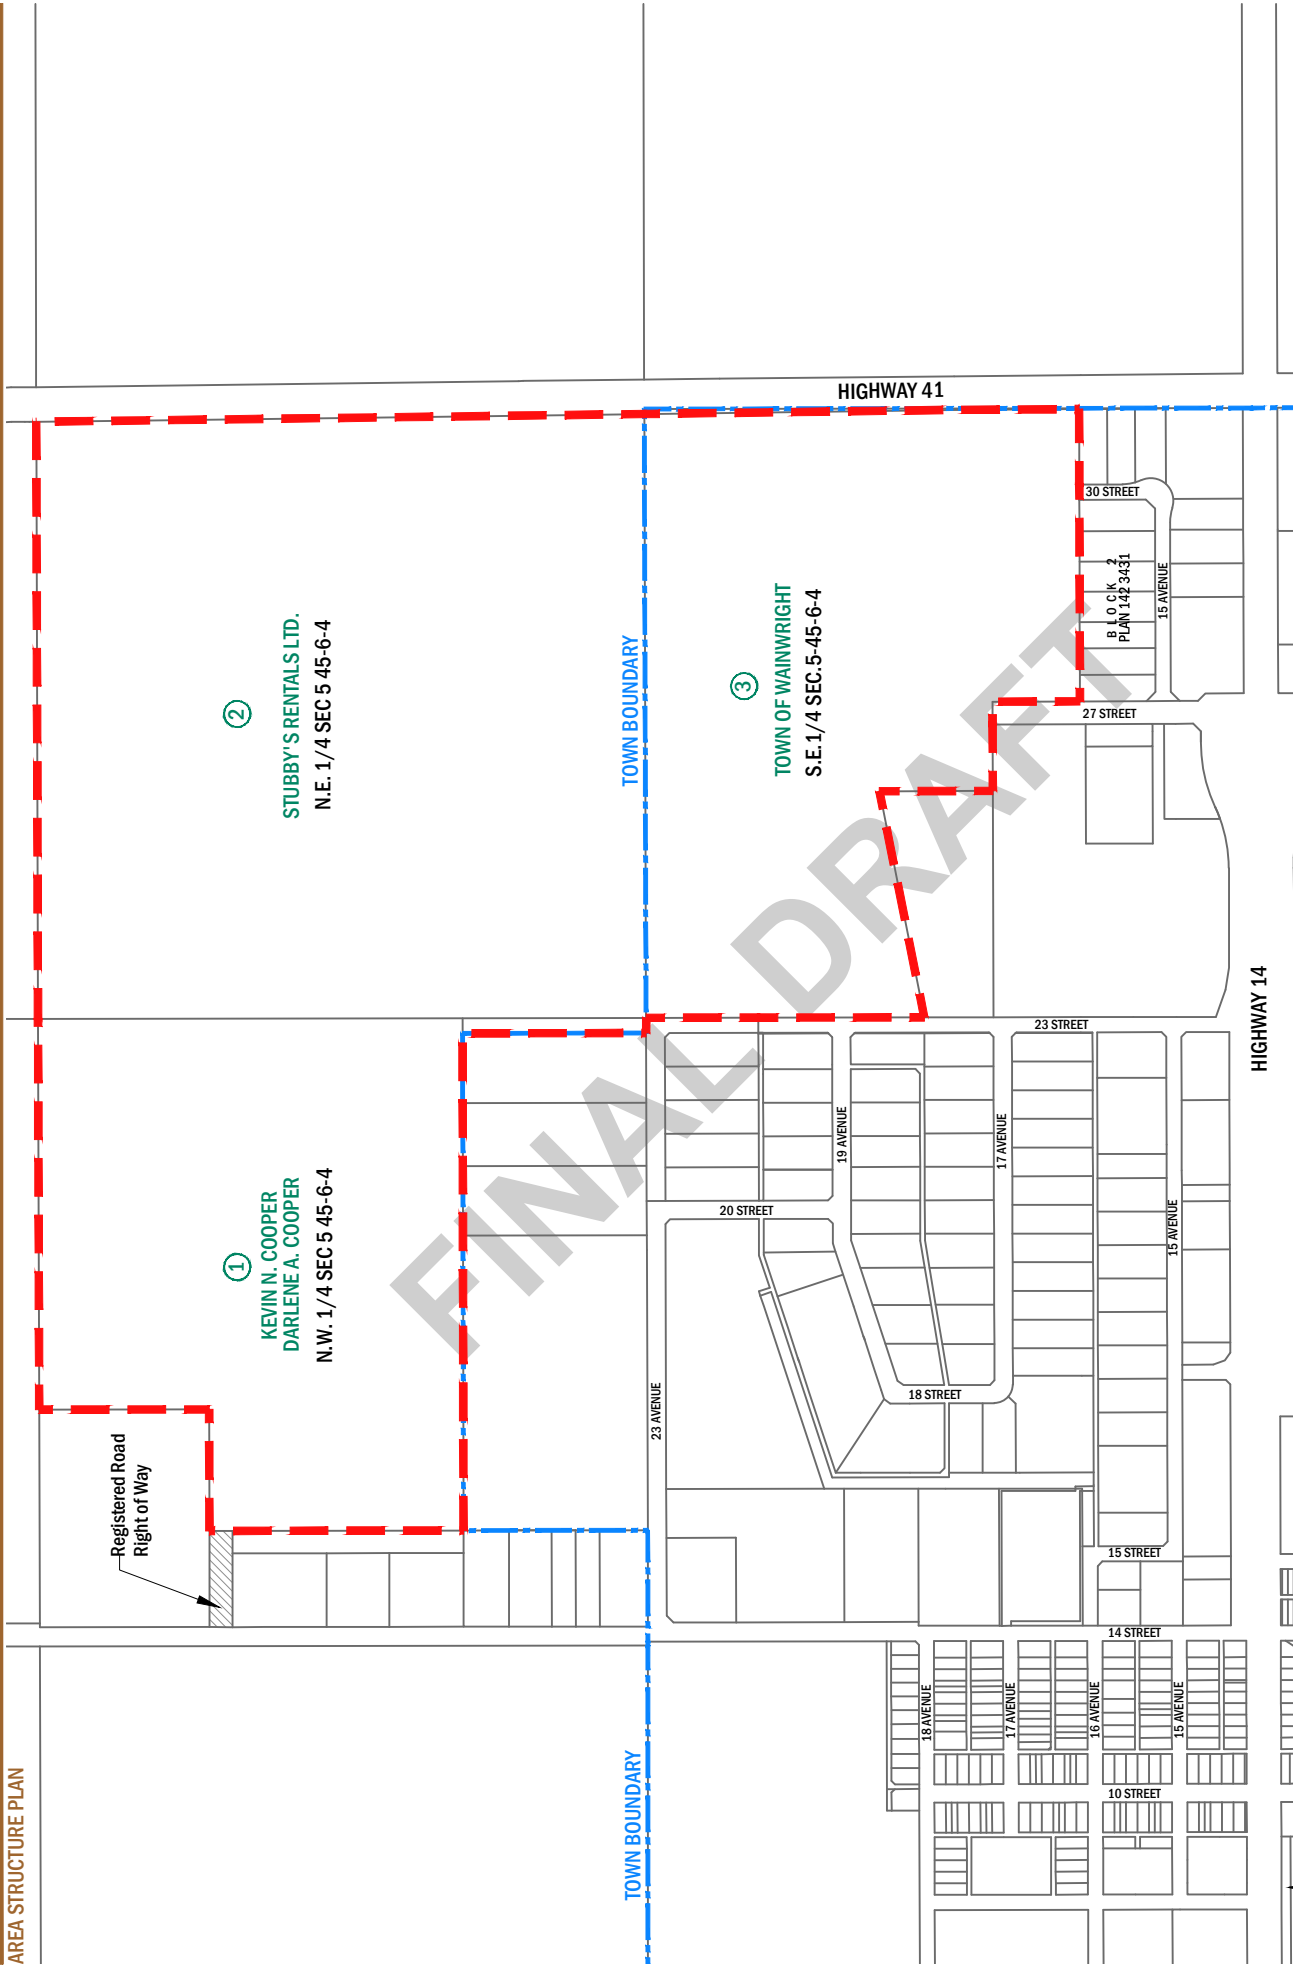 AREA STRUCTURE PLAN
Registered Road
Right of Way
1
KEVIN N. COOPER
DARLENE A. COOPER
N.W. 1/4 SEC 5 45-6-4
2
STUBBY'S RENTALS LTD.
N.E. 1/4 SEC 5 45-6-4
3
TOWN OF WAINWRIGHT
S.E. 1/4 SEC. 5-45-6-4
TOWN BOUNDARY
TOWN BOUNDARY
HIGHWAY 41
HIGHWAY 14
30 STREET
BLOCK 2
PLAN 142 3431
15 AVENUE
27 STREET
23 STREET
19 AVENUE
17 AVENUE
20 STREET
15 AVENUE
18 STREET
23 AVENUE
15 STREET
14 STREET
18 AVENUE
17 AVENUE
16 AVENUE
15 AVENUE
10 STREET
FINAL DRAFT